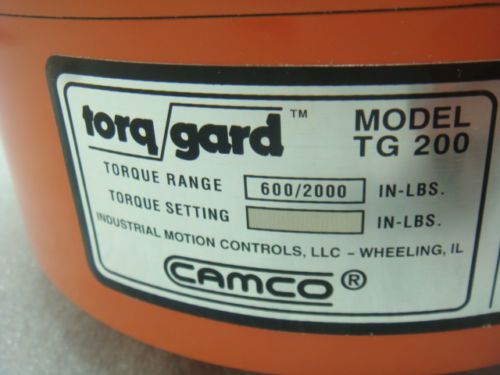 torq/gard™
MODEL
TG 200
TORQUE RANGE 600/2000 IN-LBS.
TORQUE SETTING IN-LBS.
INDUSTRIAL MOTION CONTROLS, LLC - WHEELING, IL
CAMCO®